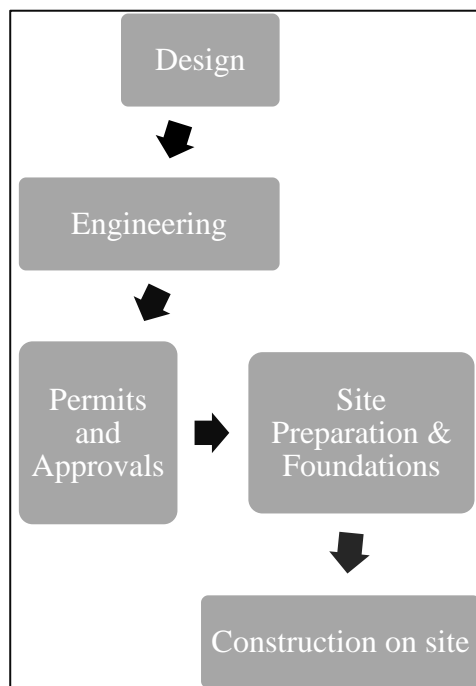 Design
Engineering
Permits
and
Approvals
Site
Preparation &
Foundations
Construction on site